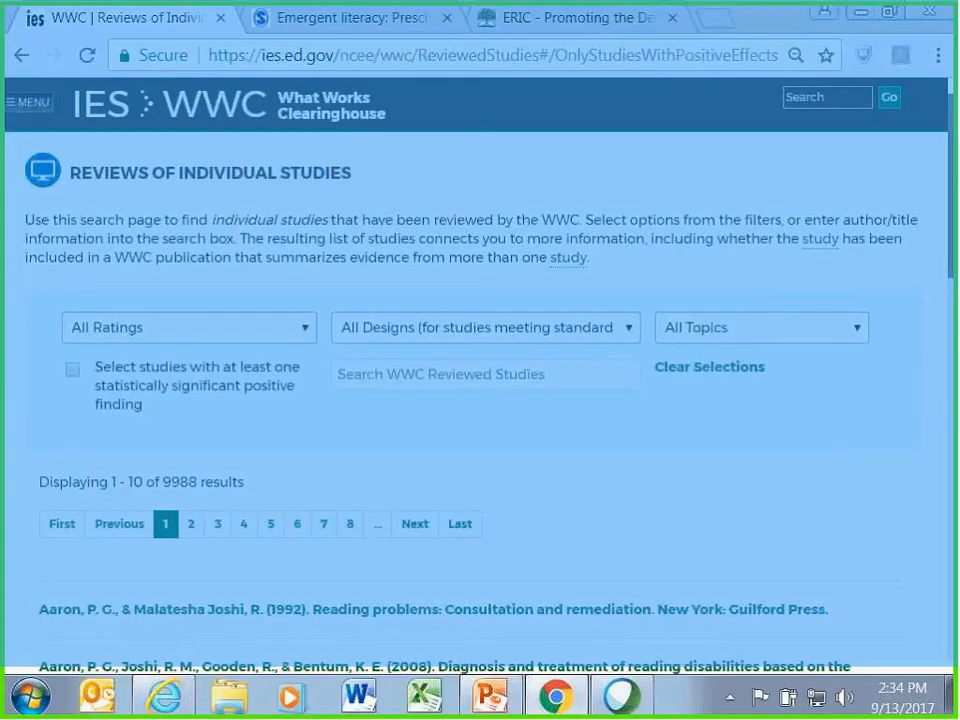 ies WWC | Reviews of Individ
Emergent literacy: Presch
ERIC - Promoting the De
Secure
https://ies.ed.gov/ncee/wwc/ReviewedStudies#/OnlyStudiesWithPositiveEffects
MENU
IES WWC What Works Clearinghouse
Search
Go
REVIEWS OF INDIVIDUAL STUDIES
Use this search page to find individual studies that have been reviewed by the WWC. Select options from the filters, or enter author/title
information into the search box. The resulting list of studies connects you to more information, including whether the study has been
included in a WWC publication that summarizes evidence from more than one study.
All Ratings
All Designs (for studies meeting standard
All Topics
Select studies with at least one
statistically significant positive
finding
Search WWC Reviewed Studies
Clear Selections
Displaying 1 - 10 of 9988 results
First Previous 1 2 3 4 5 6 7 8 ... Next Last
Aaron, P. G., & Malatesha Joshi, R. (1992). Reading problems: Consultation and remediation. New York: Guilford Press.
Aaron, P. G., Joshi, R. M., Gooden, R., & Bentum, K. E. (2008). Diagnosis and treatment of reading disabilities based on the
2:34 PM
9/13/2017